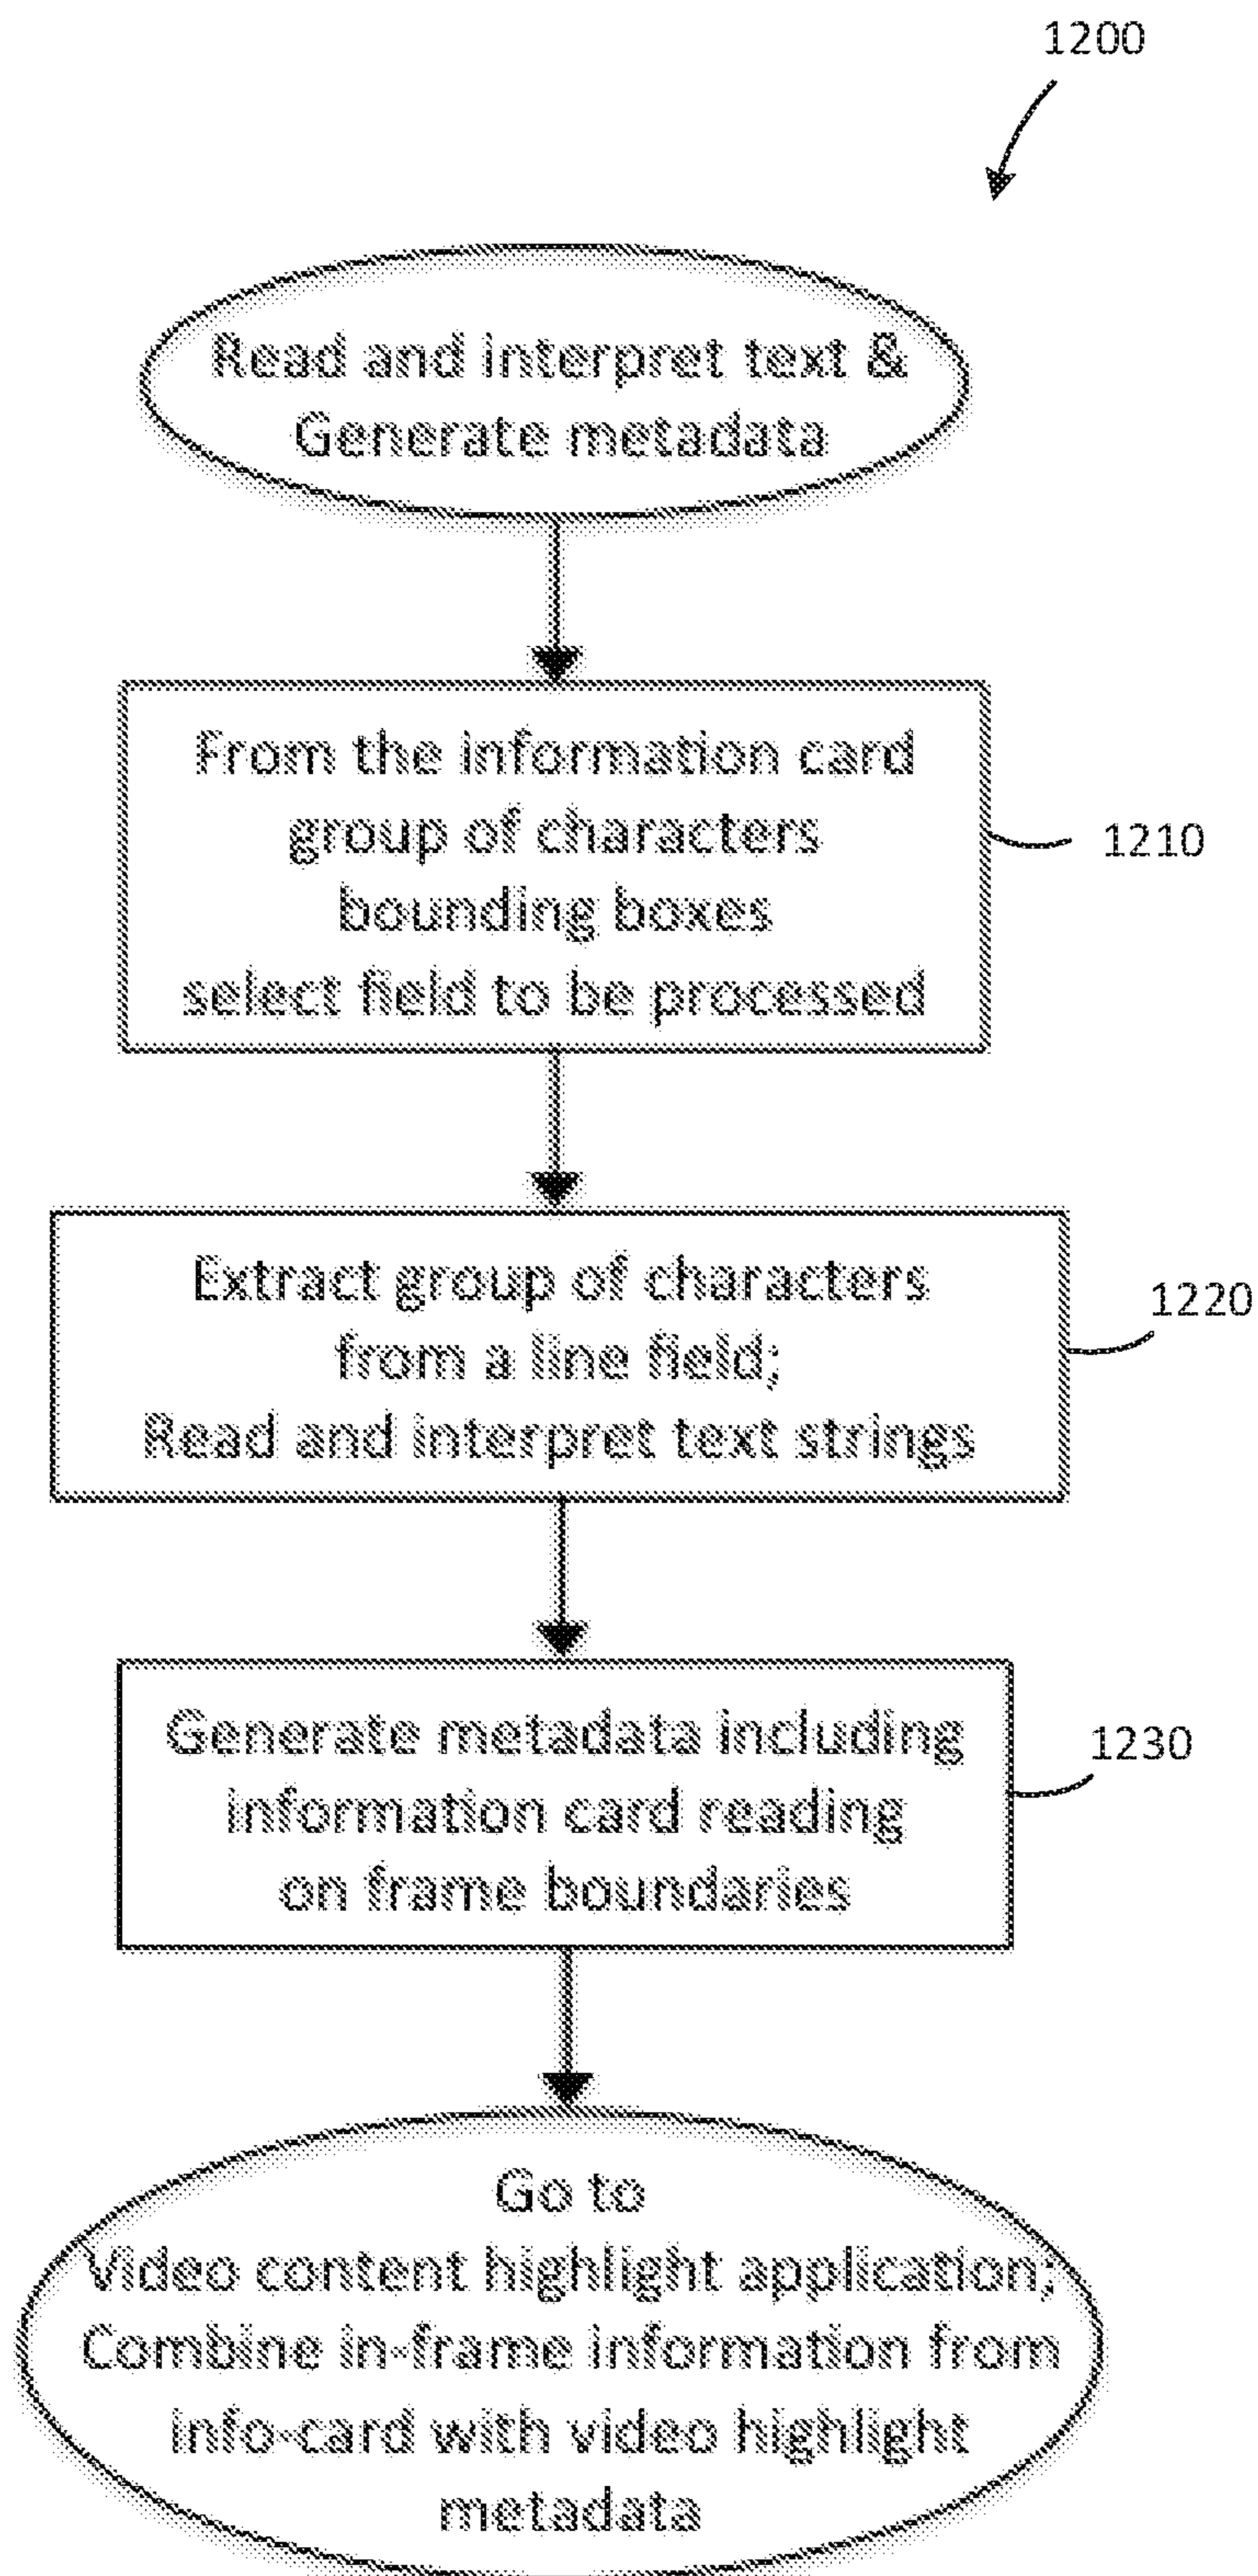 1200
Read and interpret text &
Generate metadata
From the information card
group of characters
bounding boxes
select field to be processed
1210
Extract group of characters
from a line field;
Read and interpret text strings
1220
Generate metadata including
information card reading
on frame boundaries
1230
Go to
Video content highlight application;
Combine in-frame information from
info-card with video highlight
metadata